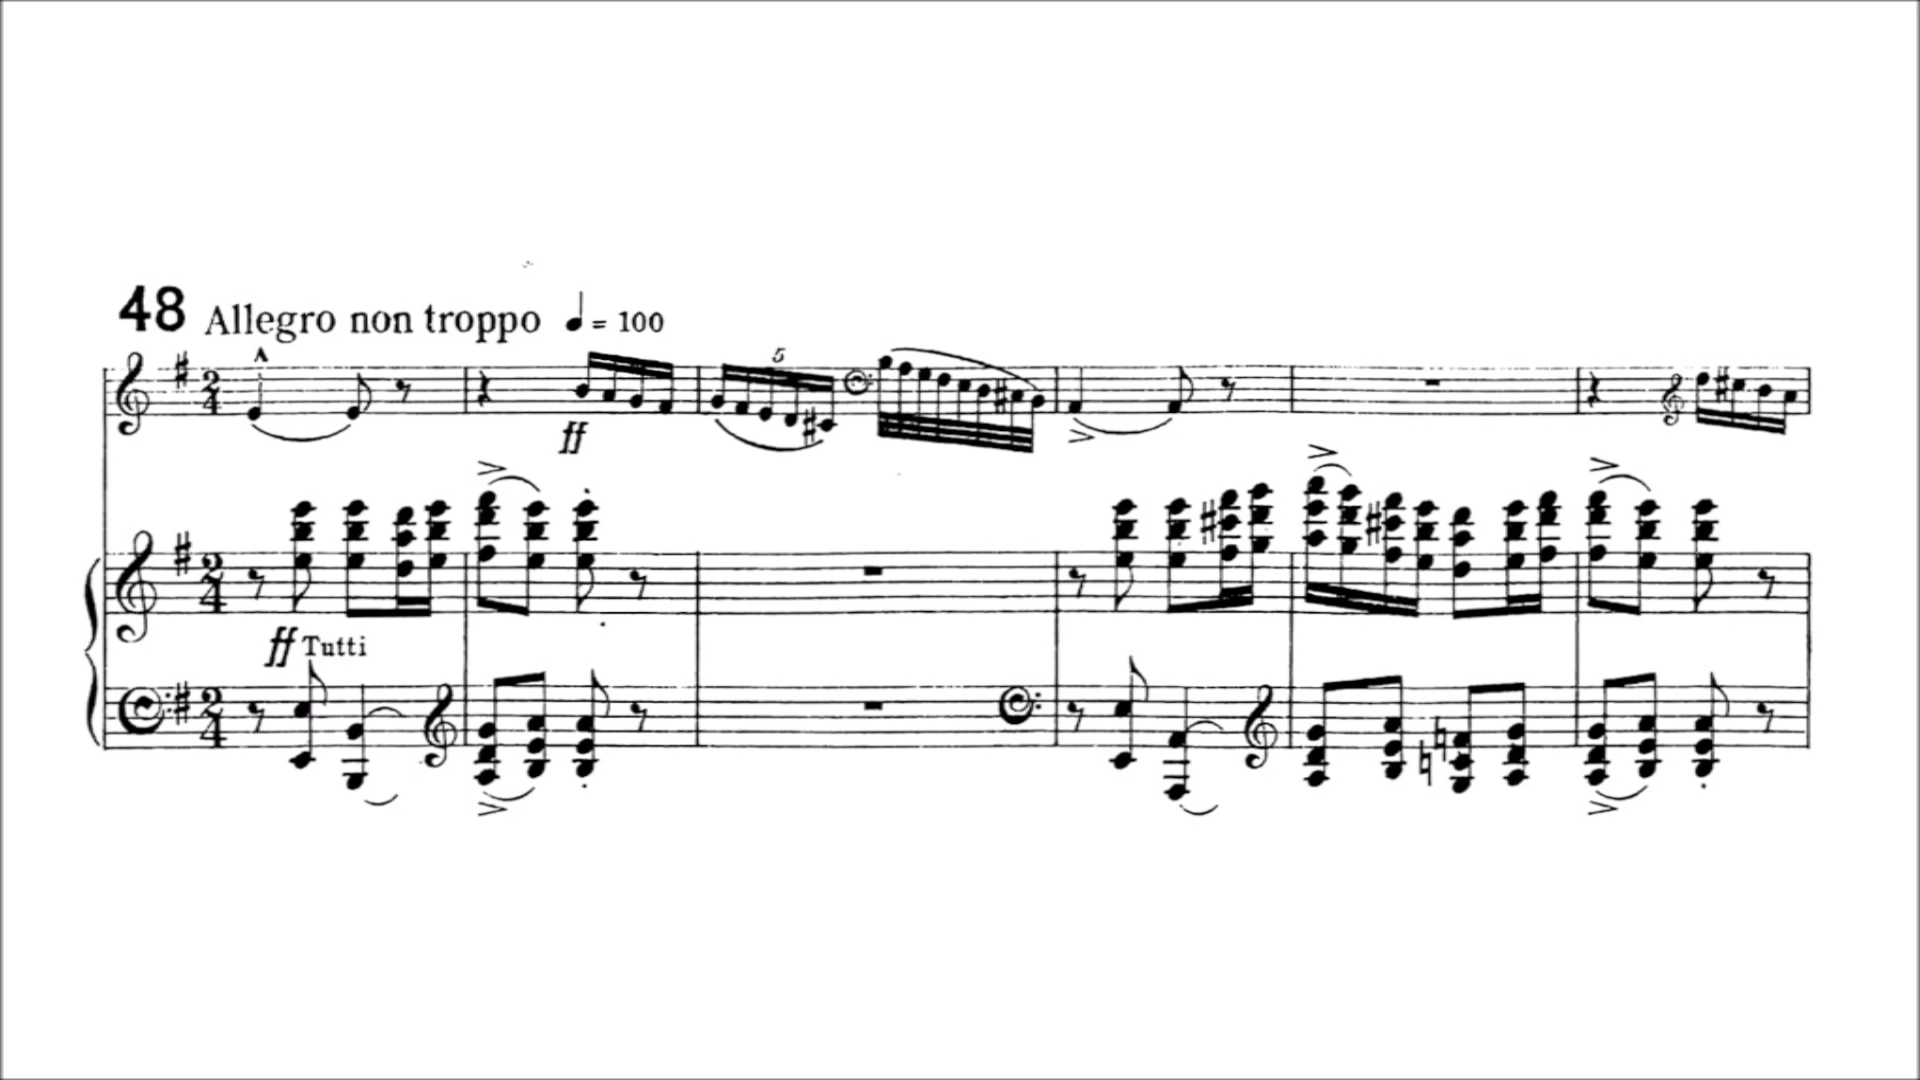 48 Allegro non troppo ♩ = 100
5
ff
ff Tutti